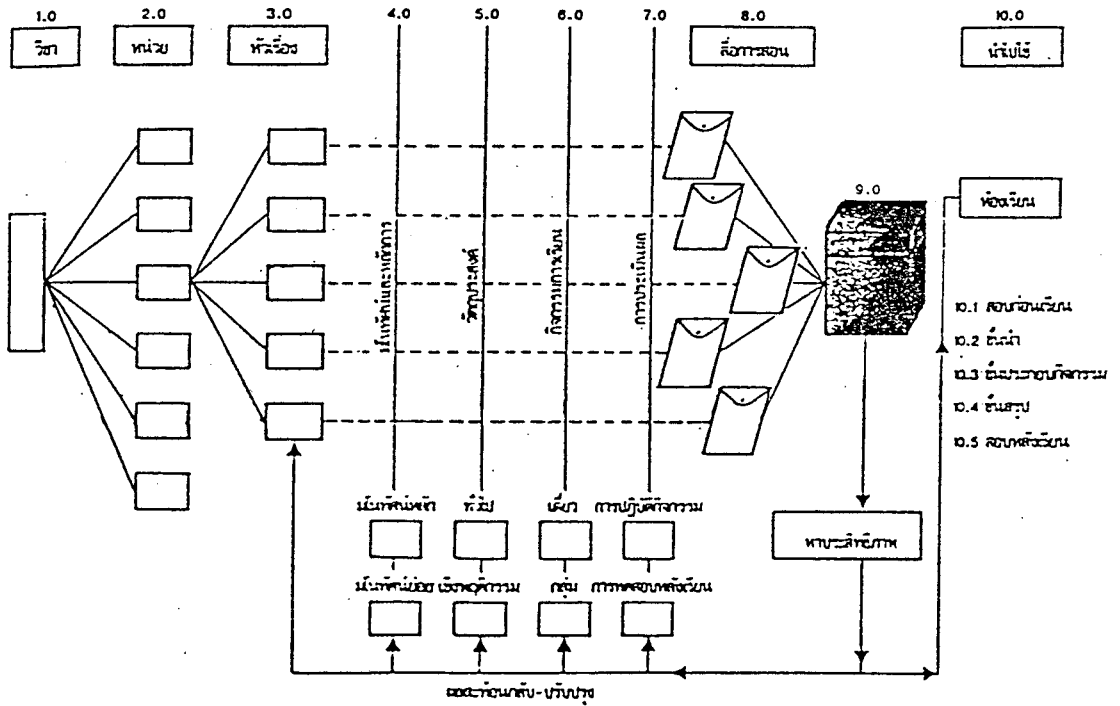 1.0 2.0 3.0 4.0 5.0 6.0 7.0 8.0 10.0
วิชา หน่วย หัวเรื่อง สื่อการสอน นำไปใช้
9.0
ห้องเรียน
มโนทัศน์และหลักการ
วัตถุประสงค์
กิจกรรมการเรียน
การประเมินผล
10.1 สอบก่อนเรียน
10.2 ขั้นนำ
10.3 ขั้นประกอบกิจกรรม
10.4 ขั้นสรุป
10.5 สอบหลังเรียน
มโนทัศน์หลัก ทั่วไป เดี่ยว การปฏิบัติกิจกรรม
หาประสิทธิภาพ
มโนทัศน์ย่อย เชิงพฤติกรรม กลุ่ม การทดสอบหลังเรียน
ผลสะท้อนกลับ-ปรับปรุง